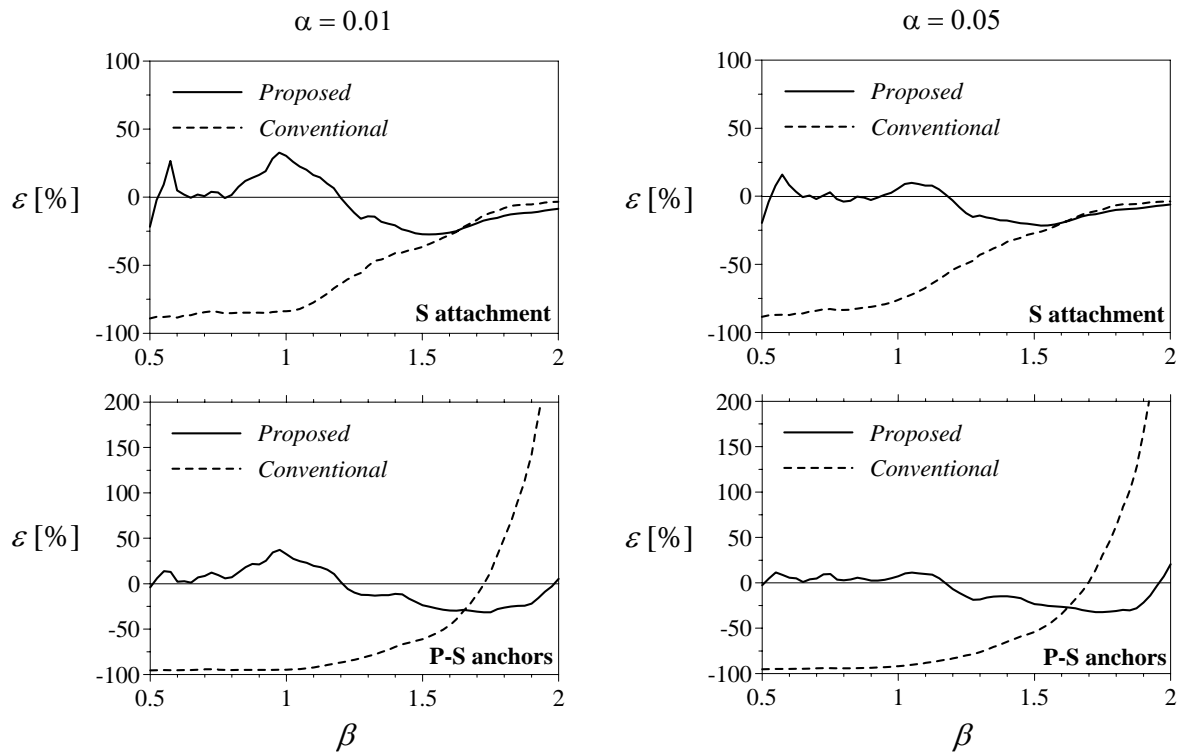 α = 0.01
100
50
0
-50
-100
ε [%]
Proposed
Conventional
S attachment
0.5
1
1.5
2
α = 0.05
100
50
0
-50
-100
ε [%]
Proposed
Conventional
S attachment
0.5
1
1.5
2
200
150
100
50
0
-50
-100
ε [%]
Proposed
Conventional
P-S anchors
0.5
1
1.5
2
β
200
150
100
50
0
-50
-100
ε [%]
Proposed
Conventional
P-S anchors
0.5
1
1.5
2
β